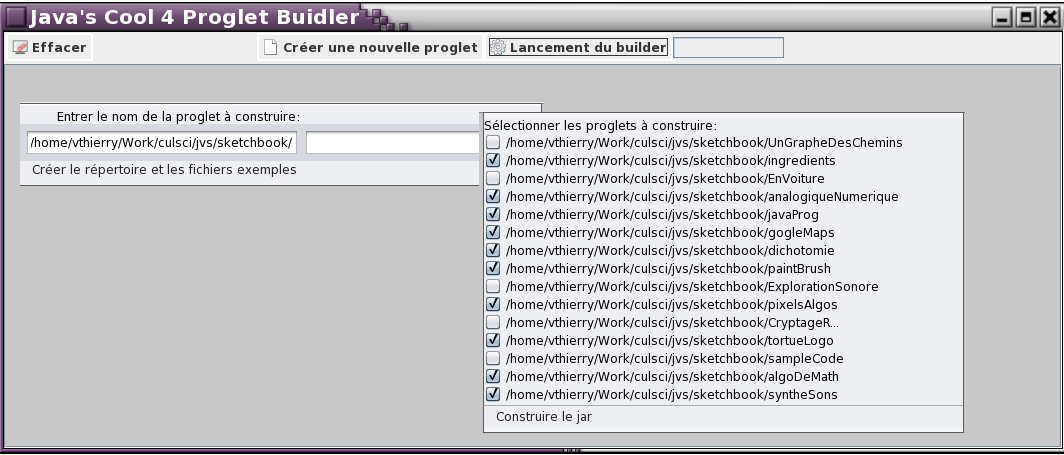 Java's Cool 4 Proglet Buidler
Effacer
Créer une nouvelle proglet
Lancement du builder
Entrer le nom de la proglet à construire:
/home/vthierry/Work/culsci/jvs/sketchbook/
Créer le répertoire et les fichiers exemples
Sélectionner les proglets à construire:
/home/vthierry/Work/culsci/jvs/sketchbook/UnGrapheDesChemins
/home/vthierry/Work/culsci/jvs/sketchbook/ingredients
/home/vthierry/Work/culsci/jvs/sketchbook/EnVoiture
/home/vthierry/Work/culsci/jvs/sketchbook/analogiqueNumerique
/home/vthierry/Work/culsci/jvs/sketchbook/javaProg
/home/vthierry/Work/culsci/jvs/sketchbook/gogleMaps
/home/vthierry/Work/culsci/jvs/sketchbook/dichotomie
/home/vthierry/Work/culsci/jvs/sketchbook/paintBrush
/home/vthierry/Work/culsci/jvs/sketchbook/ExplorationSonore
/home/vthierry/Work/culsci/jvs/sketchbook/pixelsAlgos
/home/vthierry/Work/culsci/jvs/sketchbook/CryptageR...
/home/vthierry/Work/culsci/jvs/sketchbook/tortueLogo
/home/vthierry/Work/culsci/jvs/sketchbook/sampleCode
/home/vthierry/Work/culsci/jvs/sketchbook/algoDeMath
/home/vthierry/Work/culsci/jvs/sketchbook/syntheSons
Construire le jar